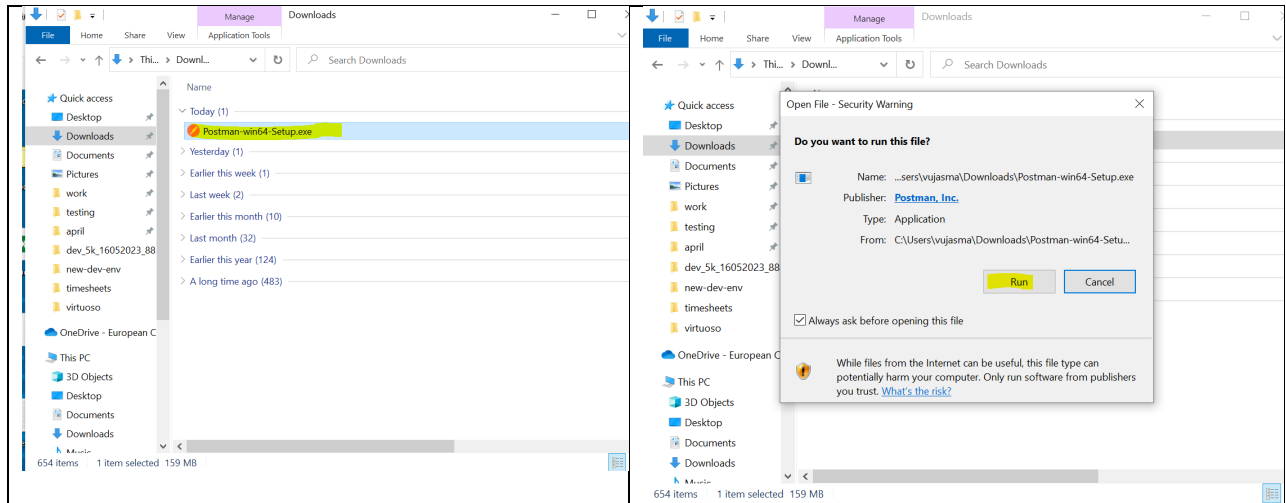 Manage
Downloads
File Home Share View Application Tools
Thi... Downl... Search Downloads
Name
Quick access
Desktop
Downloads
Documents
Pictures
work
testing
april
dev_5k_16052023_88
new-dev-env
timesheets
virtuoso
OneDrive - European C
This PC
3D Objects
Desktop
Documents
Downloads
Music
Today (1)
Postman-win64-Setup.exe
Yesterday (1)
Earlier this week (1)
Last week (2)
Earlier this month (10)
Last month (32)
Earlier this year (124)
A long time ago (483)
654 items 1 item selected 159 MB
Manage
Downloads
File Home Share View Application Tools
Thi... Downl... Search Downloads
Quick access
Desktop
Downloads
Documents
Pictures
work
testing
april
dev_5k_16052023_88
new-dev-env
timesheets
virtuoso
OneDrive - European C
This PC
3D Objects
Desktop
Documents
Downloads
Music
Open File - Security Warning
Do you want to run this file?
Name: ...sers\vujasma\Downloads\Postman-win64-Setup.exe
Publisher: Postman, Inc.
Type: Application
From: C:\Users\vujasma\Downloads\Postman-win64-Setu...
Run Cancel
Always ask before opening this file
While files from the Internet can be useful, this file type can
potentially harm your computer. Only run software from publishers
you trust. What's the risk?
654 items 1 item selected 159 MB